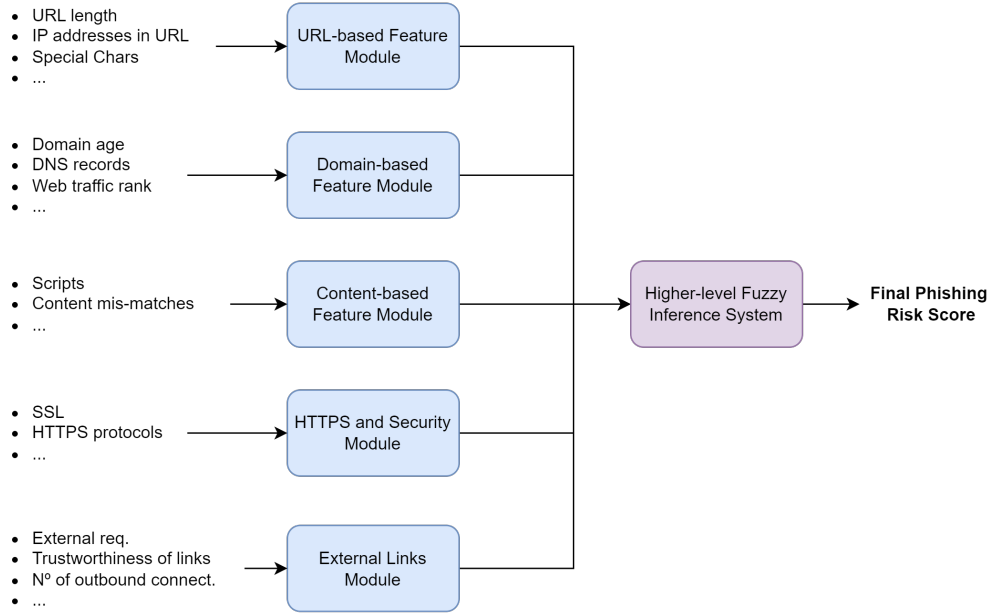 • URL length
• IP addresses in URL
• Special Chars
• ...
URL-based Feature
Module
• Domain age
• DNS records
• Web traffic rank
• ...
Domain-based
Feature Module
• Scripts
• Content mis-matches
• ...
Content-based
Feature Module
• SSL
• HTTPS protocols
• ...
HTTPS and Security
Module
• External req.
• Trustworthiness of links
• Nº of outbound connect.
• ...
External Links
Module
Higher-level Fuzzy
Inference System
Final Phishing
Risk Score